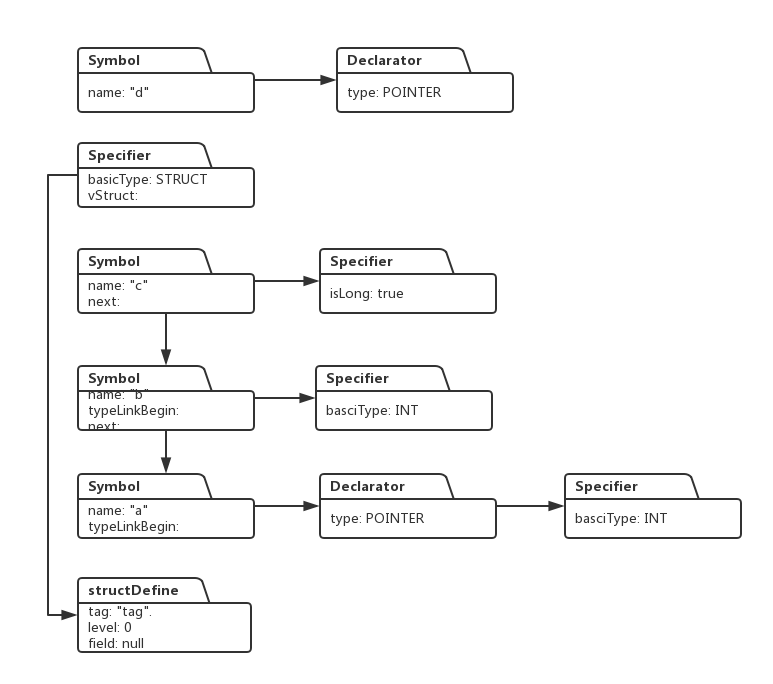 Symbol
name: "d"
Declarator
type: POINTER
Specifier
basicType: STRUCT
vStruct:
Symbol
name: "c"
next:
Specifier
isLong: true
Symbol
name: "b"
typeLinkBegin:
next:
Specifier
basciType: INT
Symbol
name: "a"
typeLinkBegin:
Declarator
type: POINTER
Specifier
basciType: INT
structDefine
tag: "tag".
level: 0
field: null